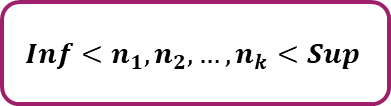 Inf < n₁, n₂, … , nₖ < Sup